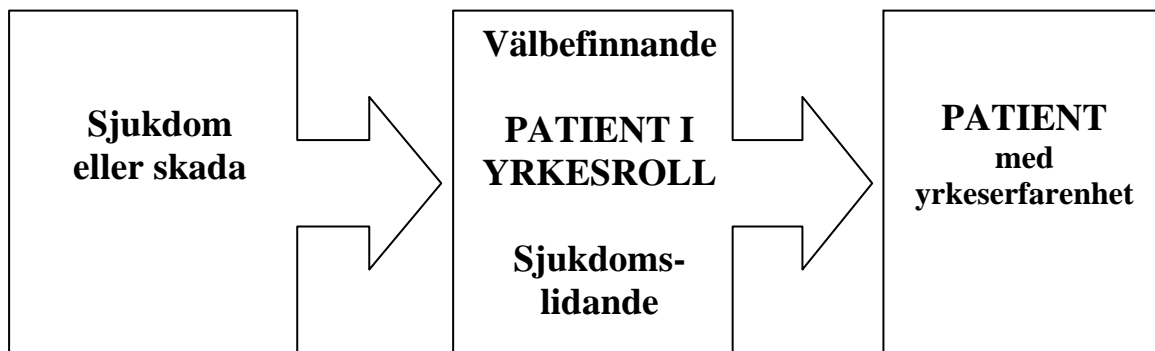 Sjukdom
eller skada
Välbefinnande
PATIENT I
YRKESROLL
Sjukdoms-
lidande
PATIENT
med
yrkeserfarenhet